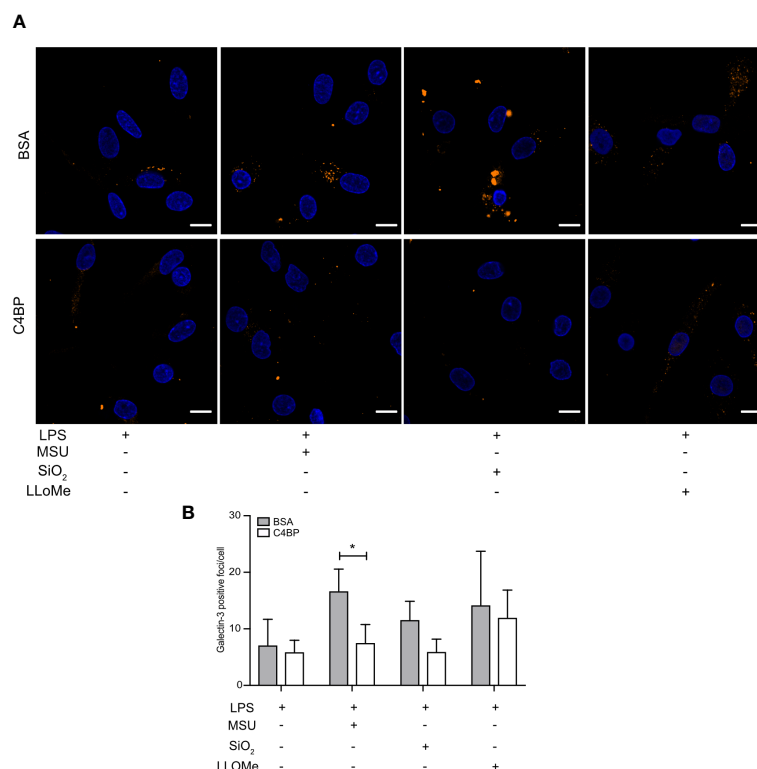 A
BSA
C4BP
LPS + + + +
MSU - + - -
SiO2 - - + -
LLoMe - - - +
B
30
20
10
0
Galectin-3 positive foci/cell
BSA
C4BP
*
LPS + + + +
MSU - + - -
SiO2 - - + -
LLOMe - - - +